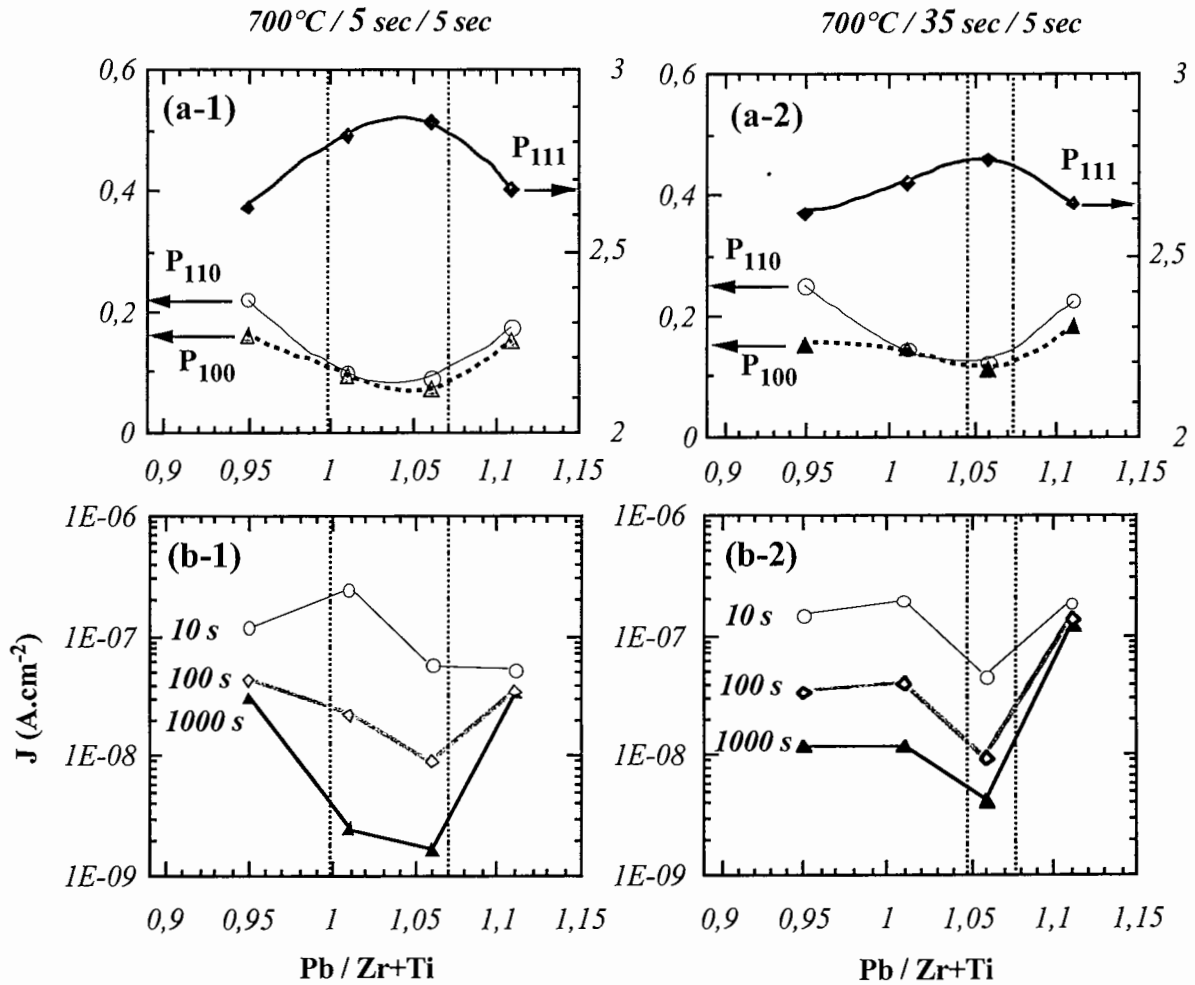 700°C / 5 sec / 5 sec
700°C / 35 sec / 5 sec
0,6
3
(a-1)
P111
0,4
2,5
P110
0,2
P100
0
2
0,9 0,95 1 1,05 1,1 1,15
0,6
3
(a-2)
P111
0,4
2,5
P110
0,2
P100
0
2
0,9 0,95 1 1,05 1,1 1,15
1E-06
(b-1)
1E-07
10 s
100 s
1000 s
1E-08
1E-09
J (A.cm-2)
0,9 0,95 1 1,05 1,1 1,15
Pb / Zr+Ti
1E-06
(b-2)
1E-07
10 s
100 s
1000 s
1E-08
1E-09
0,9 0,95 1 1,05 1,1 1,15
Pb / Zr+Ti